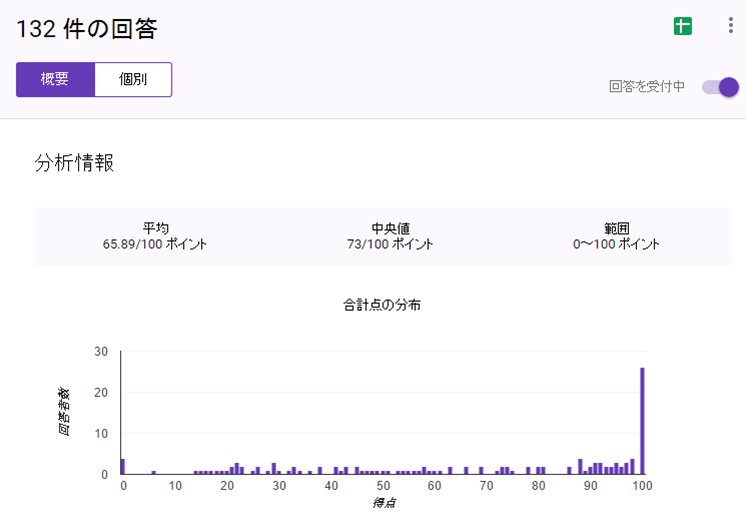 132 件の回答
概要 個別
回答を受付中
分析情報
平均 中央値 範囲
65.89/100 ポイント 73/100 ポイント 0～100 ポイント
合計点の分布
30
20
10
0
回答者数
0 10 20 30 40 50 60 70 80 90 100
得点